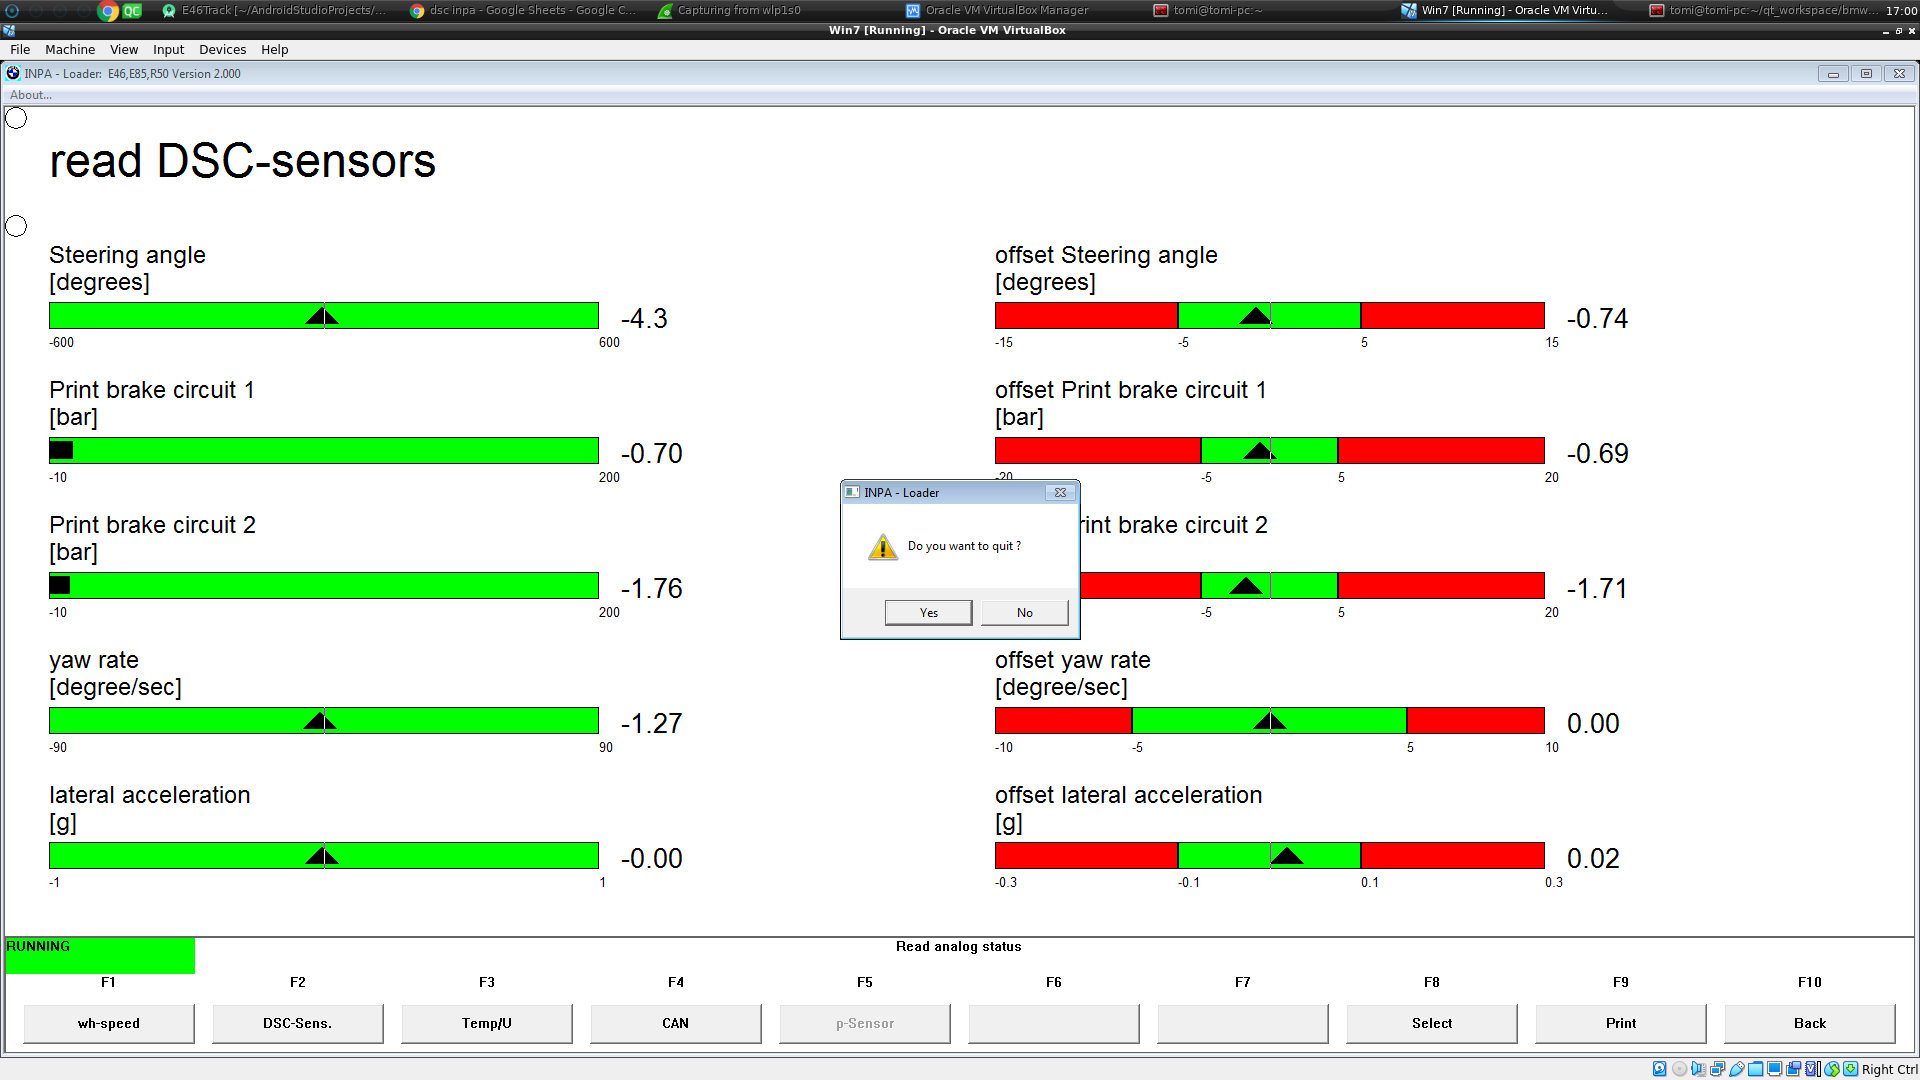 E46Track [~/AndroidStudioProjects/...
dsc inpa - Google Sheets - Google C...
Capturing from wlp1s0
Oracle VM VirtualBox Manager
tomi@tomi-pc:~
Win7 [Running] - Oracle VM Virtu...
tomi@tomi-pc:~/qt_workspace/bmw...
17:00
QC
Win7 [Running] - Oracle VM VirtualBox
File Machine View Input Devices Help
INPA - Loader: E46,E85,R50 Version 2.000
About...
read DSC-sensors
Steering angle
[degrees]
-4.3
-600 600
offset Steering angle
[degrees]
-0.74
-15 -5 5 15
Print brake circuit 1
[bar]
-0.70
-10 200
offset Print brake circuit 1
[bar]
-0.69
-20 -5 5 20
Print brake circuit 2
[bar]
-1.76
-10 200
rint brake circuit 2
-1.71
-5 5 20
INPA - Loader
Do you want to quit ?
Yes No
yaw rate
[degree/sec]
-1.27
-90 90
offset yaw rate
[degree/sec]
0.00
-10 -5 5 10
lateral acceleration
[g]
-0.00
-1 1
offset lateral acceleration
[g]
0.02
-0.3 -0.1 0.1 0.3
RUNNING
Read analog status
F1 F2 F3 F4 F5 F6 F7 F8 F9 F10
wh-speed DSC-Sens. Temp/U CAN p-Sensor Select Print Back
Right Ctrl